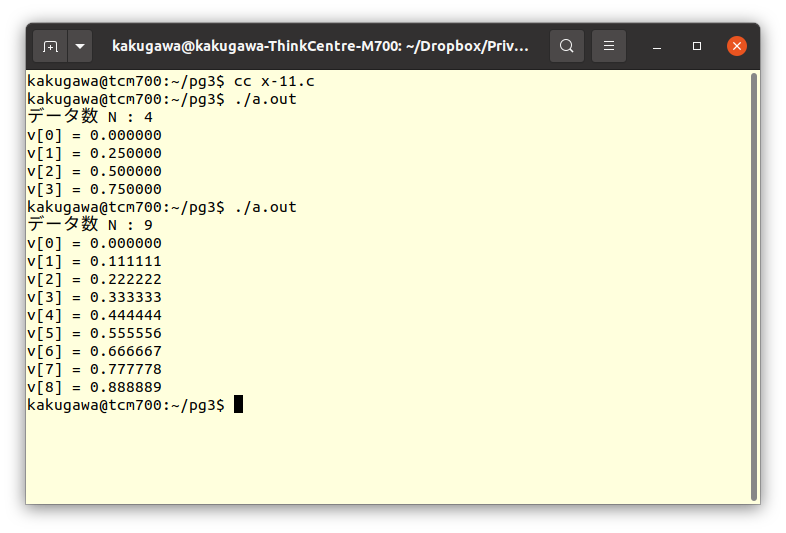 kakugawa@kakugawa-ThinkCentre-M700: ~/Dropbox/Priv...
kakugawa@tcm700:~/pg3$ cc x-11.c
kakugawa@tcm700:~/pg3$ ./a.out
データ数 N : 4
v[0] = 0.000000
v[1] = 0.250000
v[2] = 0.500000
v[3] = 0.750000
kakugawa@tcm700:~/pg3$ ./a.out
データ数 N : 9
v[0] = 0.000000
v[1] = 0.111111
v[2] = 0.222222
v[3] = 0.333333
v[4] = 0.444444
v[5] = 0.555556
v[6] = 0.666667
v[7] = 0.777778
v[8] = 0.888889
kakugawa@tcm700:~/pg3$